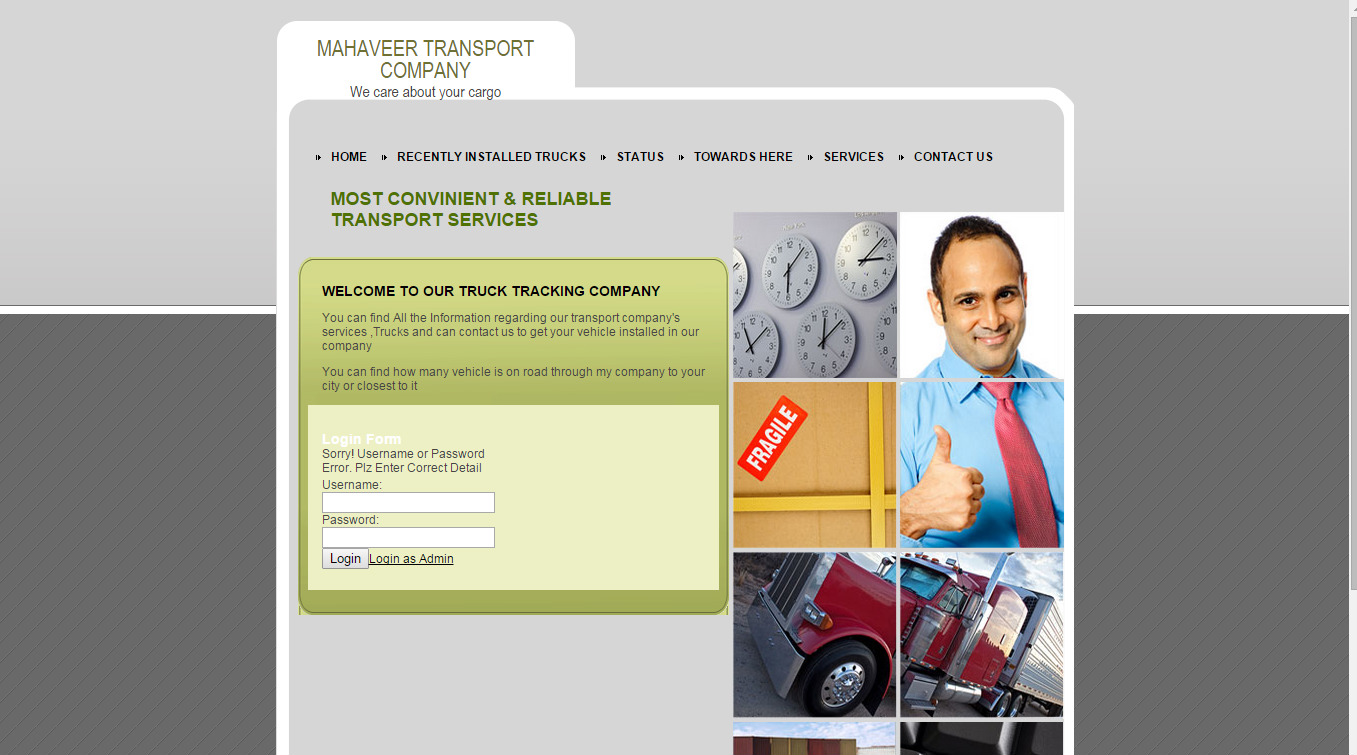 MAHAVEER TRANSPORT
COMPANY
We care about your cargo
HOME RECENTLY INSTALLED TRUCKS STATUS TOWARDS HERE SERVICES CONTACT US
MOST CONVINIENT & RELIABLE
TRANSPORT SERVICES
WELCOME TO OUR TRUCK TRACKING COMPANY
You can find All the Information regarding our transport company's
services ,Trucks and can contact us to get your vehicle installed in our
company
You can find how many vehicle is on road through my company to your
city or closest to it
Login Form
Sorry! Username or Password
Error. Plz Enter Correct Detail
Username:
Password:
Login Login as Admin
FRAGILE